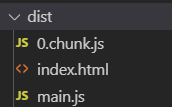 dist
JS 0.chunk.js
<> index.html
JS main.js